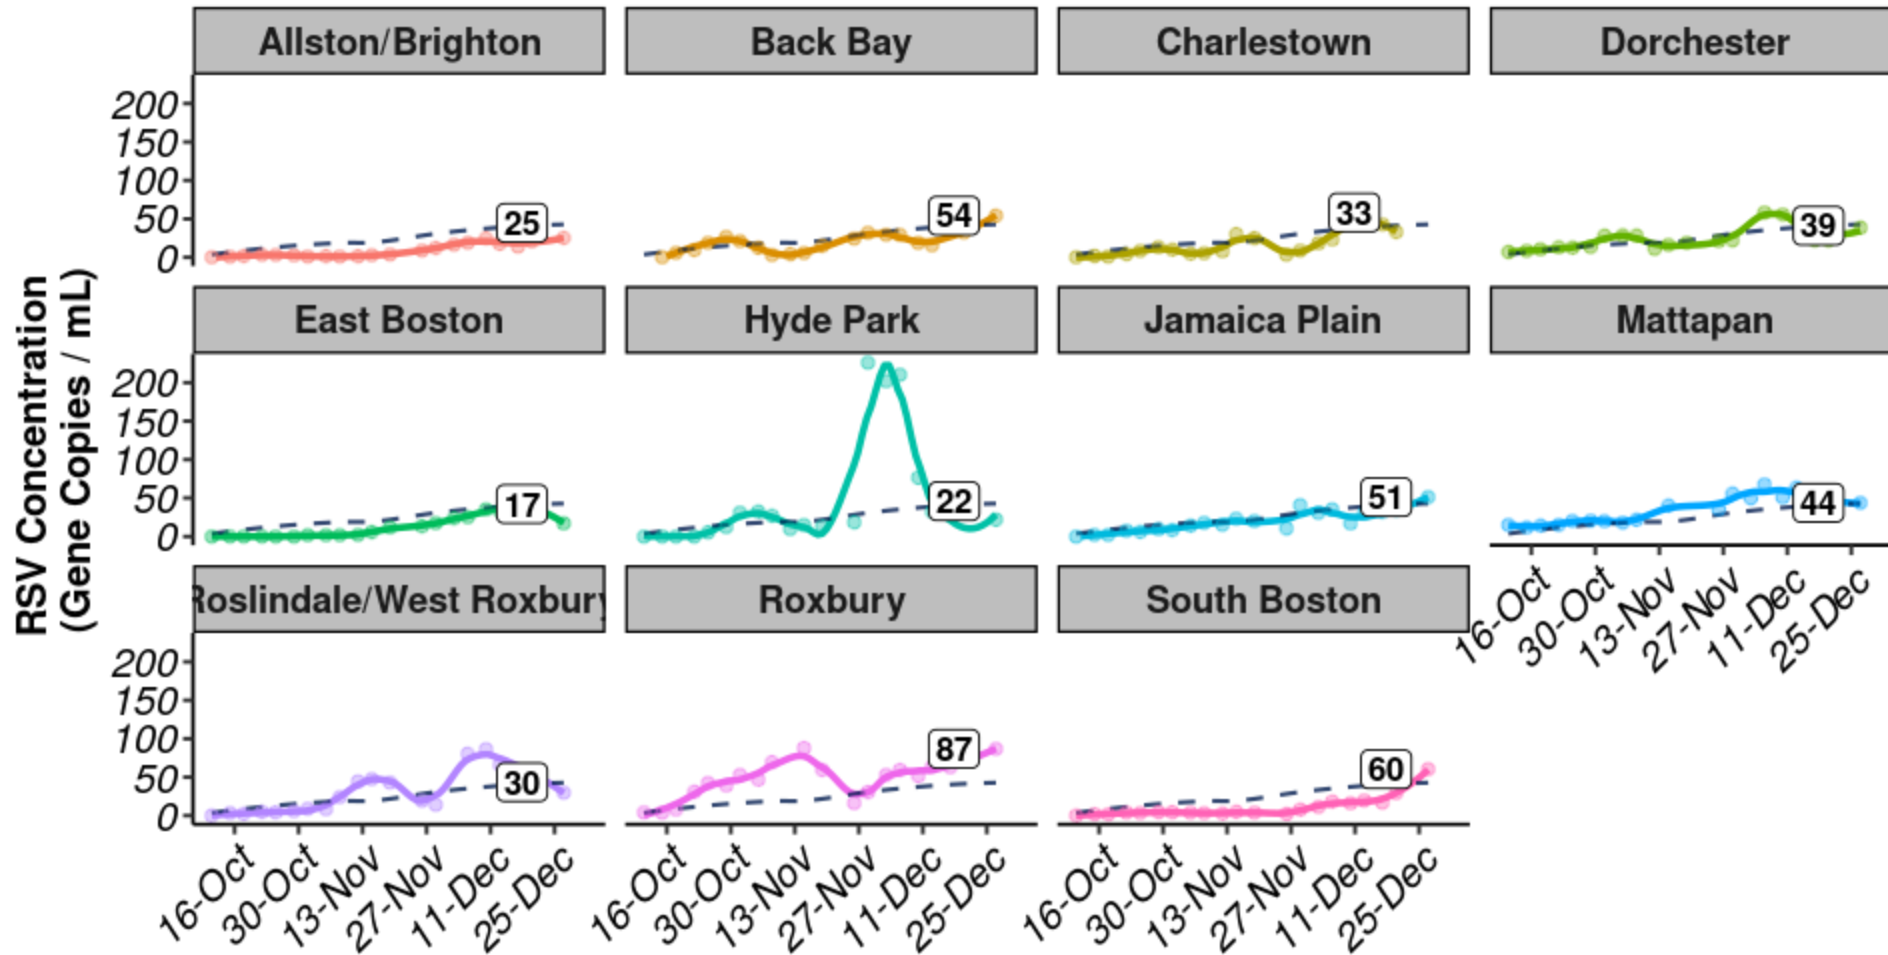 Allston/Brighton
Back Bay
Charlestown
Dorchester
200
150
100
50
0
25
54
33
39
RSV Concentration
(Gene Copies / mL)
East Boston
Hyde Park
Jamaica Plain
Mattapan
200
150
100
50
0
17
22
51
44
16-Oct
30-Oct
13-Nov
27-Nov
11-Dec
25-Dec
Roslindale/West Roxbury
Roxbury
South Boston
200
150
100
50
0
30
87
60
16-Oct
30-Oct
13-Nov
27-Nov
11-Dec
25-Dec
16-Oct
30-Oct
13-Nov
27-Nov
11-Dec
25-Dec
16-Oct
30-Oct
13-Nov
27-Nov
11-Dec
25-Dec